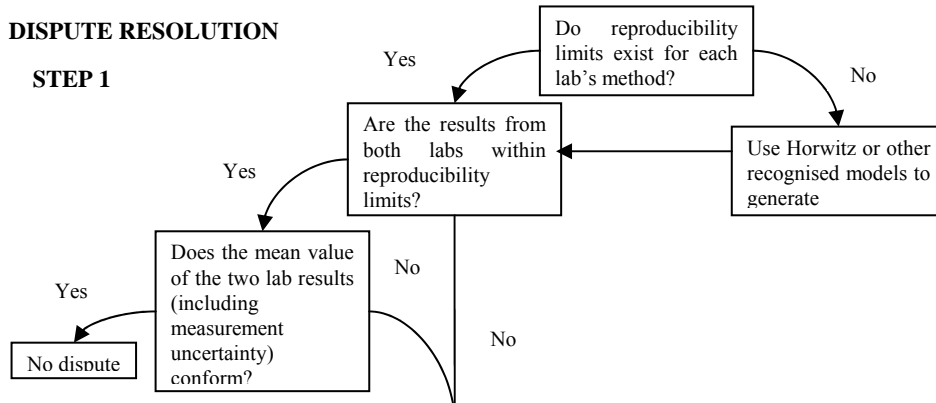 DISPUTE RESOLUTION
STEP 1
Do reproducibility
limits exist for each
lab's method?
Yes
No
Are the results from
both labs within
reproducibility
limits?
Use Horwitz or other
recognised models to
generate
Yes
Does the mean value
of the two lab results
(including
measurement
uncertainty)
conform?
No
Yes
No
No dispute